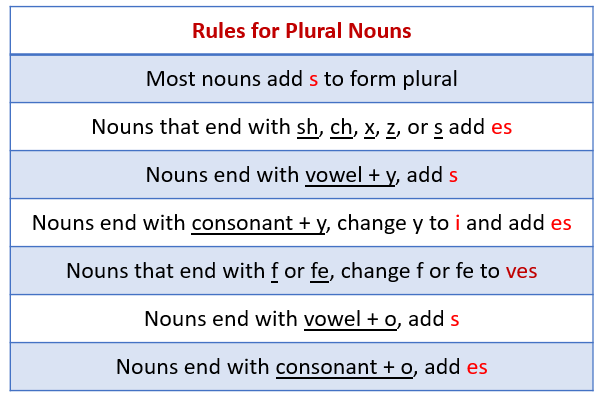 Rules for Plural Nouns
Most nouns add s to form plural
Nouns that end with sh, ch, x, z, or s add es
Nouns end with vowel + y, add s
Nouns end with consonant + y, change y to i and add es
Nouns that end with f or fe, change f or fe to ves
Nouns end with vowel + o, add s
Nouns end with consonant + o, add es